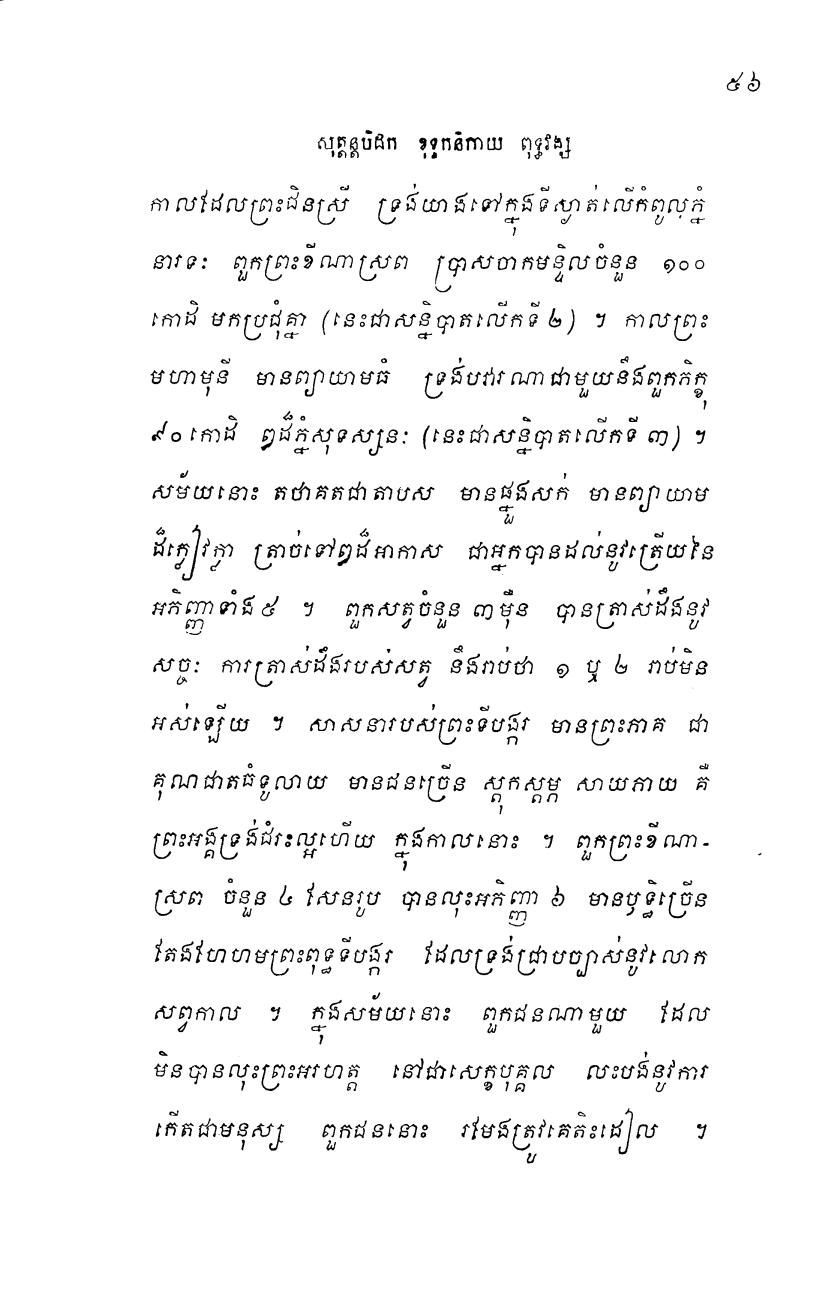 ៥៦
សុត្តន្តបិដក ខុទ្ទកនិកាយ ពុទ្ធវង្ស
កាលដែលព្រះជិនស្រី ទ្រង់យាងទៅក្នុងទីស្ងាត់លើកំពូលភ្នំ
នារទៈ ពួកព្រះខីណាស្រព ប្រាសចាកមន្ទិលចំនួន ១០០
កោដិ មកប្រជុំគ្នា (នេះជាសន្និបាតលើកទី ២) ។ កាលព្រះ
មហាមុនី មានព្យាយាមធំ ទ្រង់បវារណាជាមួយនឹងពួកភិក្ខុ
៩០កោដិ ឰដ៏ភ្នំសុទស្សនៈ (នេះជាសន្និបាតលើកទី ៣) ។
សម័យនោះ តថាគតជាតាបស មានផ្នួងសក់ មានព្យាយាម
ដ៏ក្លៀវក្លា ត្រាច់ទៅឰដ៏អាកាស ជាអ្នកបានដល់នូវត្រើយនៃ
អភិញ្ញាទាំង៥ ។ ពួកសត្វចំនួន ៣ម៉ឺន បានត្រាស់ដឹងនូវ
សច្ចៈ ការត្រាស់ដឹងរបស់សត្វ នឹងរាប់ថា ១ ឬ ២ រាប់មិន
អស់ឡើយ ។ សាសនារបស់ព្រះទីបង្ករ មានព្រះភាគ ជា
គុណជាតធំទូលាយ មានជនច្រើន ស្តុកស្តម្ភ សាយភាយ គឺ
ព្រះអង្គទ្រង់ជំរះល្អហើយ ក្នុងកាលនោះ ។ ពួកព្រះខីណា-
ស្រព ចំនួន ៤ សែនរូប បានលុះអភិញ្ញា ៦ មានឫទ្ធិច្រើន
តែងហែហមព្រះពុទ្ធទីបង្ករ ដែលទ្រង់ជ្រាបច្បាស់នូវលោក
សព្វកាល ។ ក្នុងសម័យនោះ ពួកជនណាមួយ ដែល
មិនបានលុះព្រះអរហត្ត នៅជាសេក្ខបុគ្គល លះបង់នូវការ
កើតជាមនុស្ស ពួកជននោះ រមែងត្រូវគេតិះដៀល ។